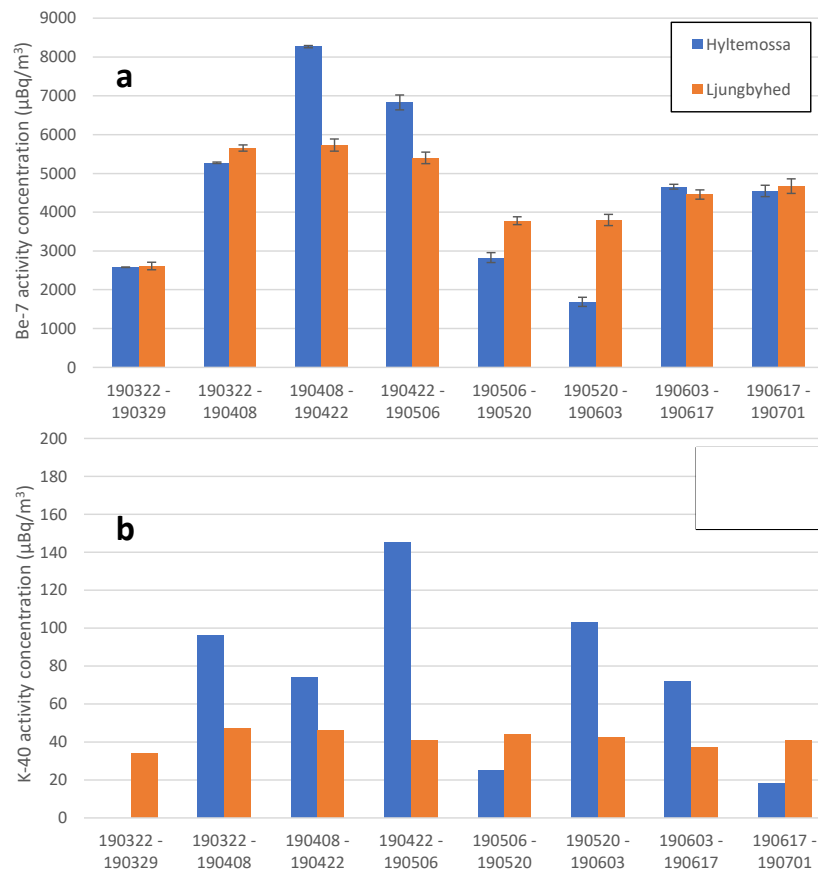 9000
8000
7000
6000
5000
4000
3000
2000
1000
0
Be-7 activity concentration (µBq/m³)
a
Hyltemossa
Ljungbyhed
190322 - 190322 - 190408 - 190422 - 190506 - 190520 - 190603 - 190617 -
190329 190408 190422 190506 190520 190603 190617 190701
200
180
160
140
120
100
80
60
40
20
0
K-40 activity concentration (µBq/m³)
b
190322 - 190322 - 190408 - 190422 - 190506 - 190520 - 190603 - 190617 -
190329 190408 190422 190506 190520 190603 190617 190701